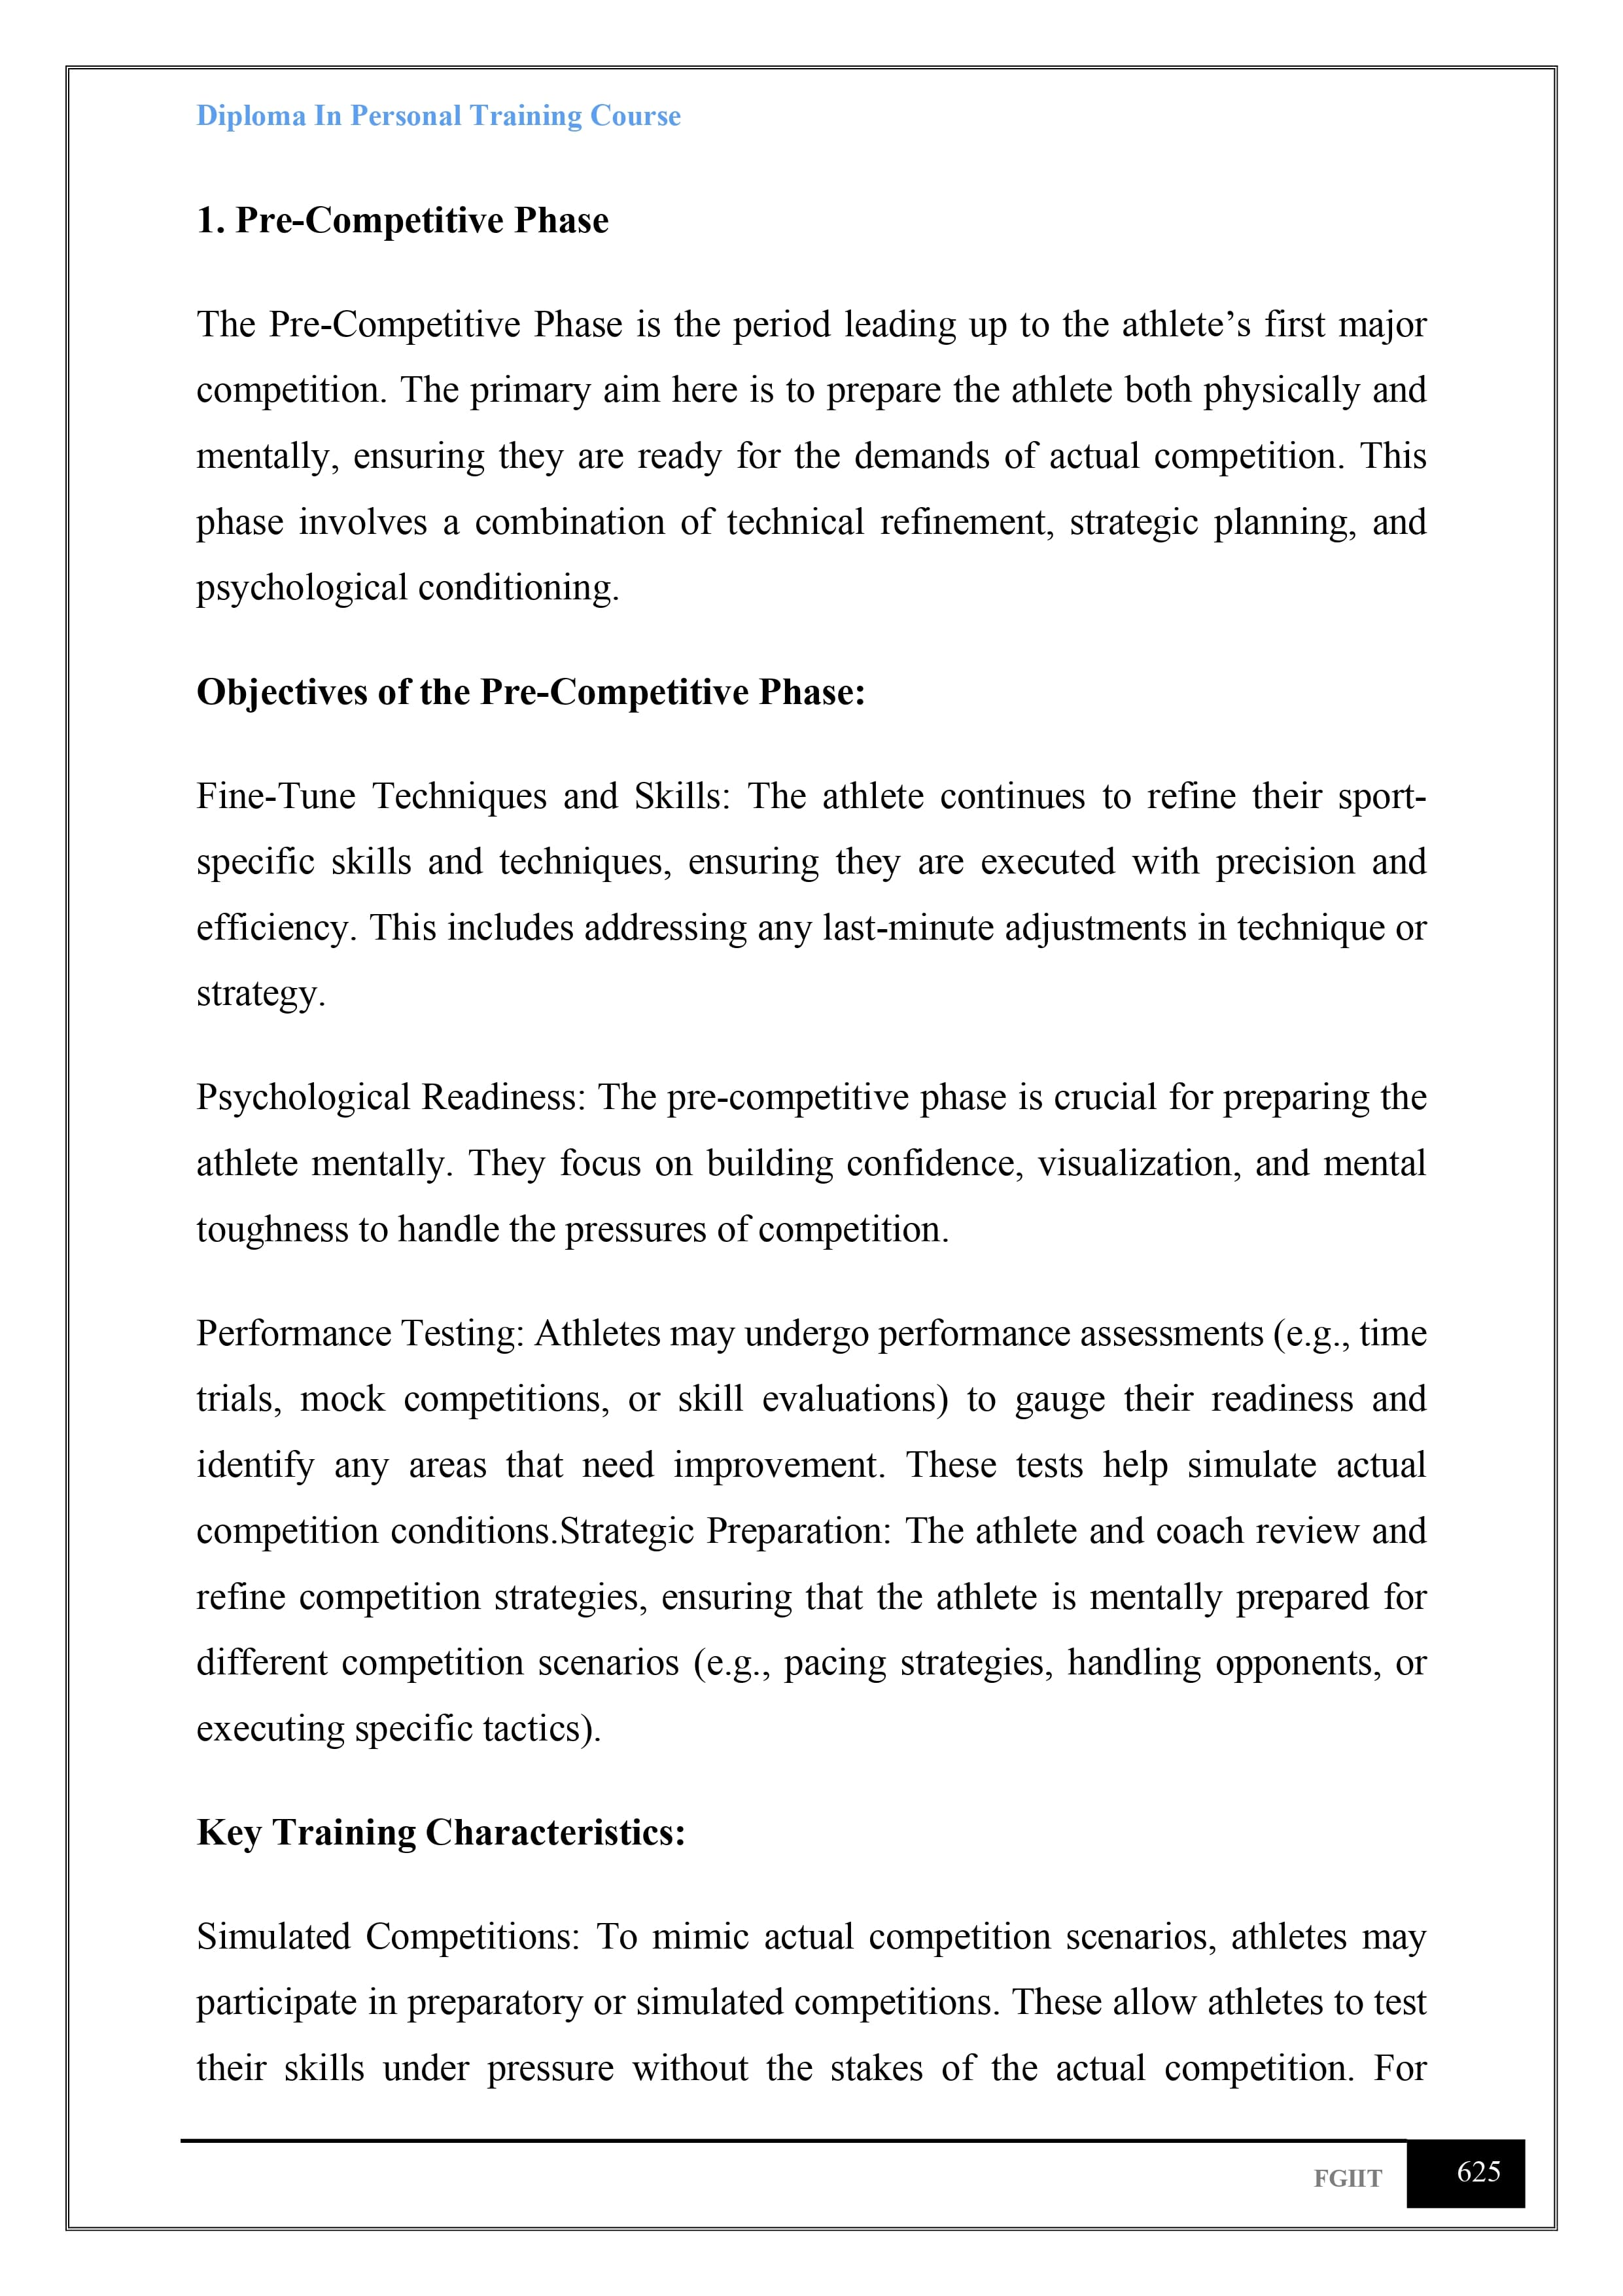 Diploma In Personal Training Course
1. Pre-Competitive Phase
The Pre-Competitive Phase is the period leading up to the athlete’s first major
competition. The primary aim here is to prepare the athlete both physically and
mentally, ensuring they are ready for the demands of actual competition. This
phase involves a combination of technical refinement, strategic planning, and
psychological conditioning.
Objectives of the Pre-Competitive Phase:
Fine-Tune Techniques and Skills: The athlete continues to refine their sport-
specific skills and techniques, ensuring they are executed with precision and
efficiency. This includes addressing any last-minute adjustments in technique or
strategy.
Psychological Readiness: The pre-competitive phase is crucial for preparing the
athlete mentally. They focus on building confidence, visualization, and mental
toughness to handle the pressures of competition.
Performance Testing: Athletes may undergo performance assessments (e.g., time
trials, mock competitions, or skill evaluations) to gauge their readiness and
identify any areas that need improvement. These tests help simulate actual
competition conditions.Strategic Preparation: The athlete and coach review and
refine competition strategies, ensuring that the athlete is mentally prepared for
different competition scenarios (e.g., pacing strategies, handling opponents, or
executing specific tactics).
Key Training Characteristics:
Simulated Competitions: To mimic actual competition scenarios, athletes may
participate in preparatory or simulated competitions. These allow athletes to test
their skills under pressure without the stakes of the actual competition. For
FGIIT
625